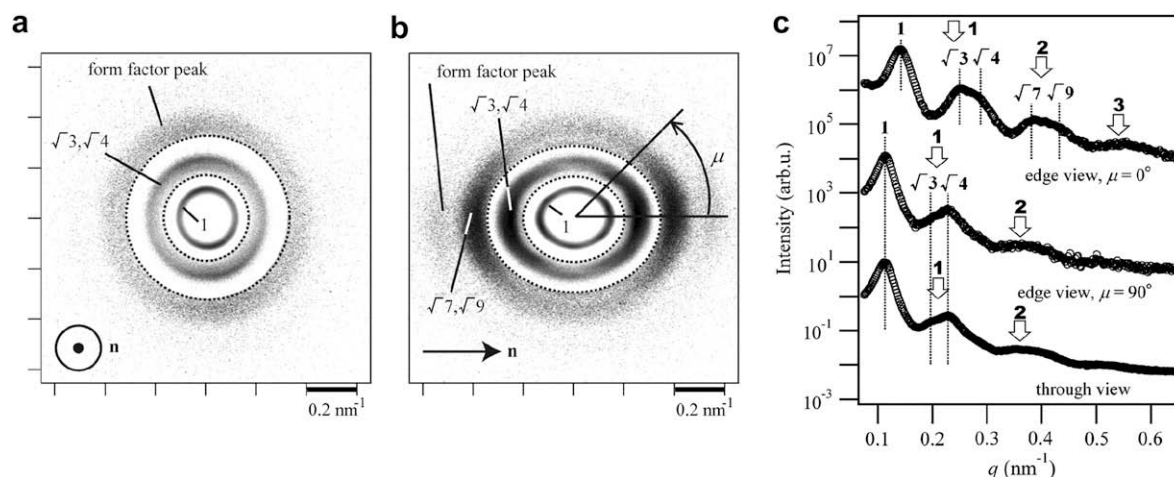 a
form factor peak
√3,√4
1
n
0.2 nm⁻¹
b
form factor peak
√3,√4
μ
1
√7,√9
n
0.2 nm⁻¹
c
Intensity (arb.u.)
10⁷
10⁵
10³
10¹
10⁻¹
10⁻³
1
1
√3 √4
2
√7 √9
3
edge view, μ = 0°
1
1
√3 √4
2
edge view, μ = 90°
1
2
through view
0.1 0.2 0.3 0.4 0.5 0.6
q (nm⁻¹)